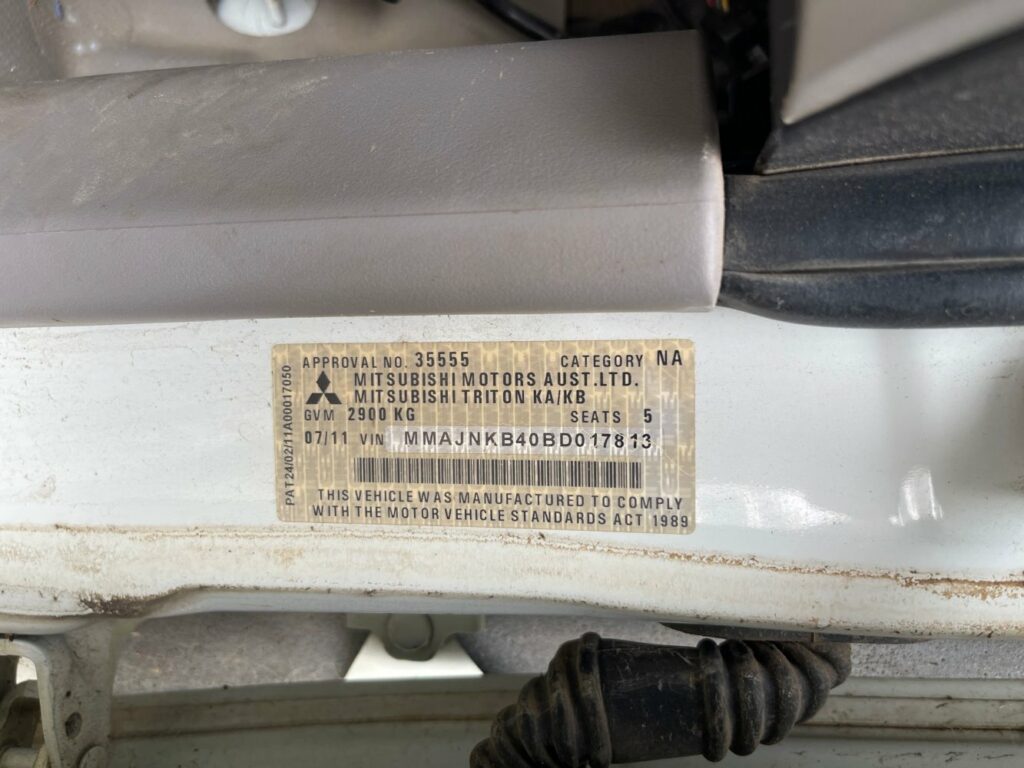 APPROVAL NO. 35555 CATEGORY NA
MITSUBISHI MOTORS AUST.LTD.
MITSUBISHI TRITON KA/KB
GVM 2900 KG SEATS 5
07/11 VIN MMAJNKB40BD017813
THIS VEHICLE WAS MANUFACTURED TO COMPLY
WITH THE MOTOR VEHICLE STANDARDS ACT 1989
PAT24/02/11A00017050